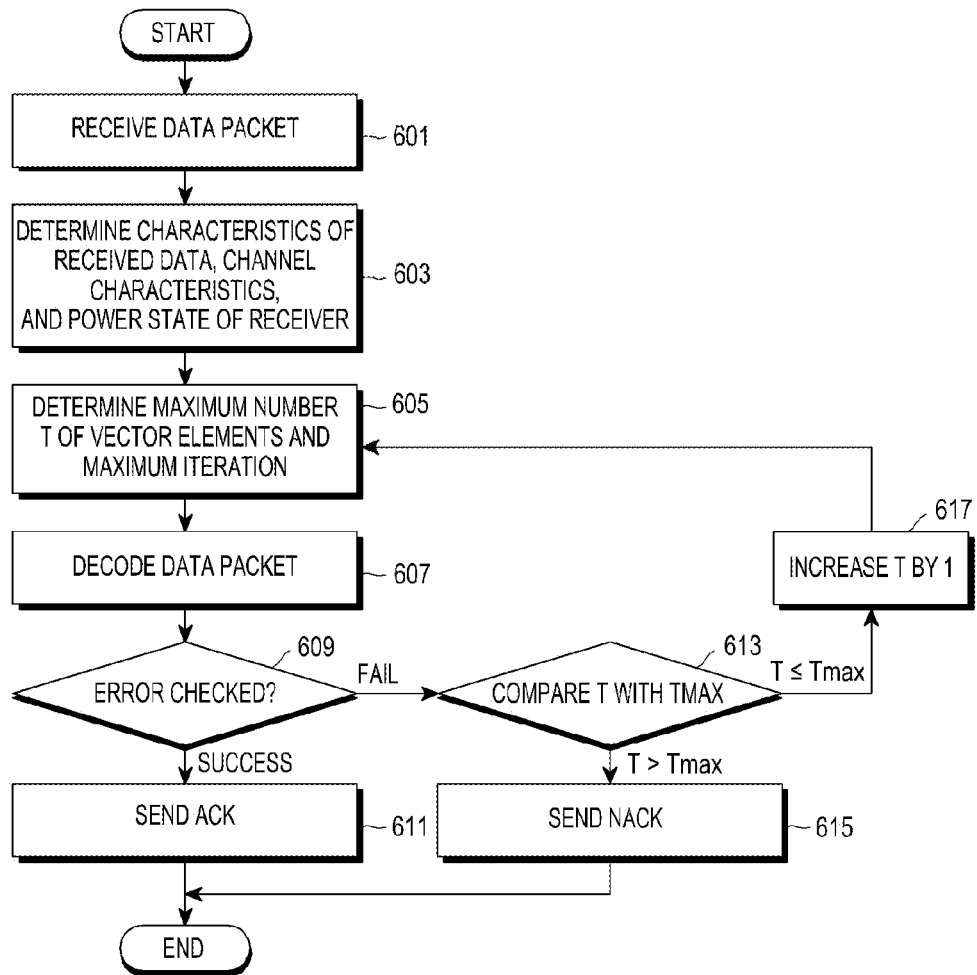 START
RECEIVE DATA PACKET
601
DETERMINE CHARACTERISTICS OF
RECEIVED DATA, CHANNEL
CHARACTERISTICS,
AND POWER STATE OF RECEIVER
603
DETERMINE MAXIMUM NUMBER
T OF VECTOR ELEMENTS AND
MAXIMUM ITERATION
605
DECODE DATA PACKET
607
617
INCREASE T BY 1
609
ERROR CHECKED?
FAIL
613
COMPARE T WITH TMAX
T ≤ Tmax
SUCCESS
T > Tmax
SEND ACK
611
SEND NACK
615
END